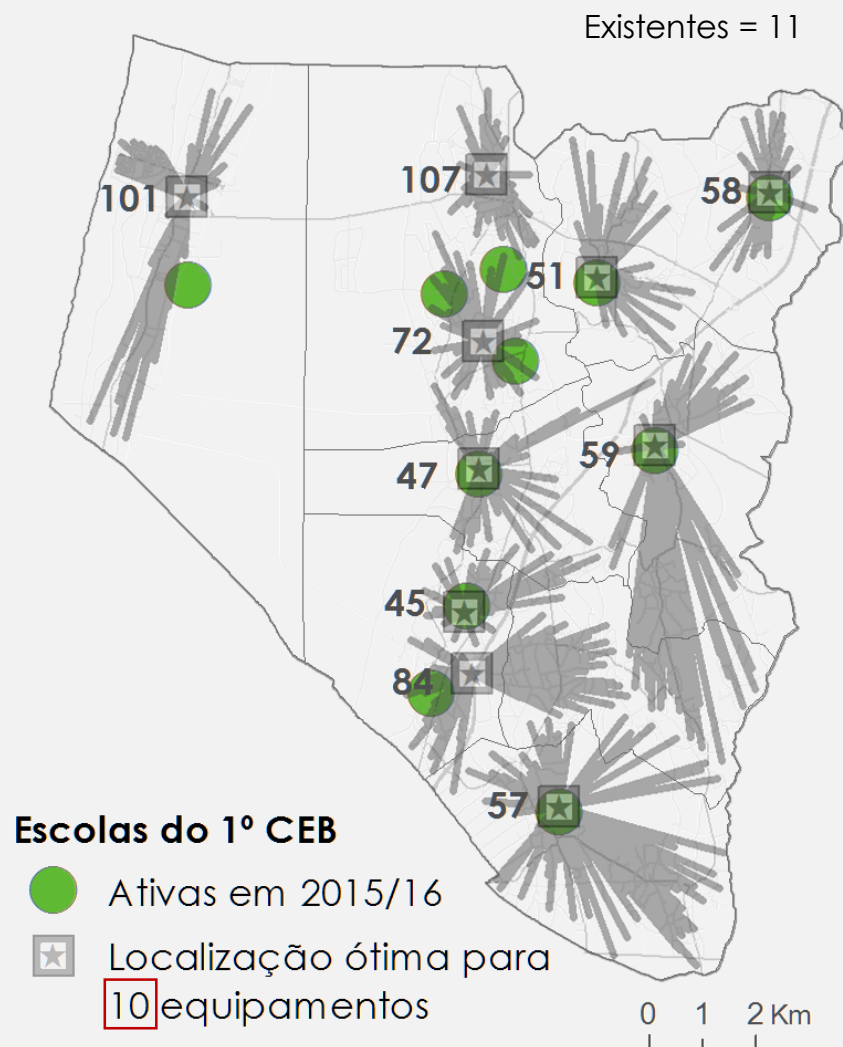 Existentes = 11
101
107
58
51
72
59
47
45
84
57
Escolas do 1º CEB
Ativas em 2015/16
Localização ótima para
10 equipamentos
0 1 2 Km